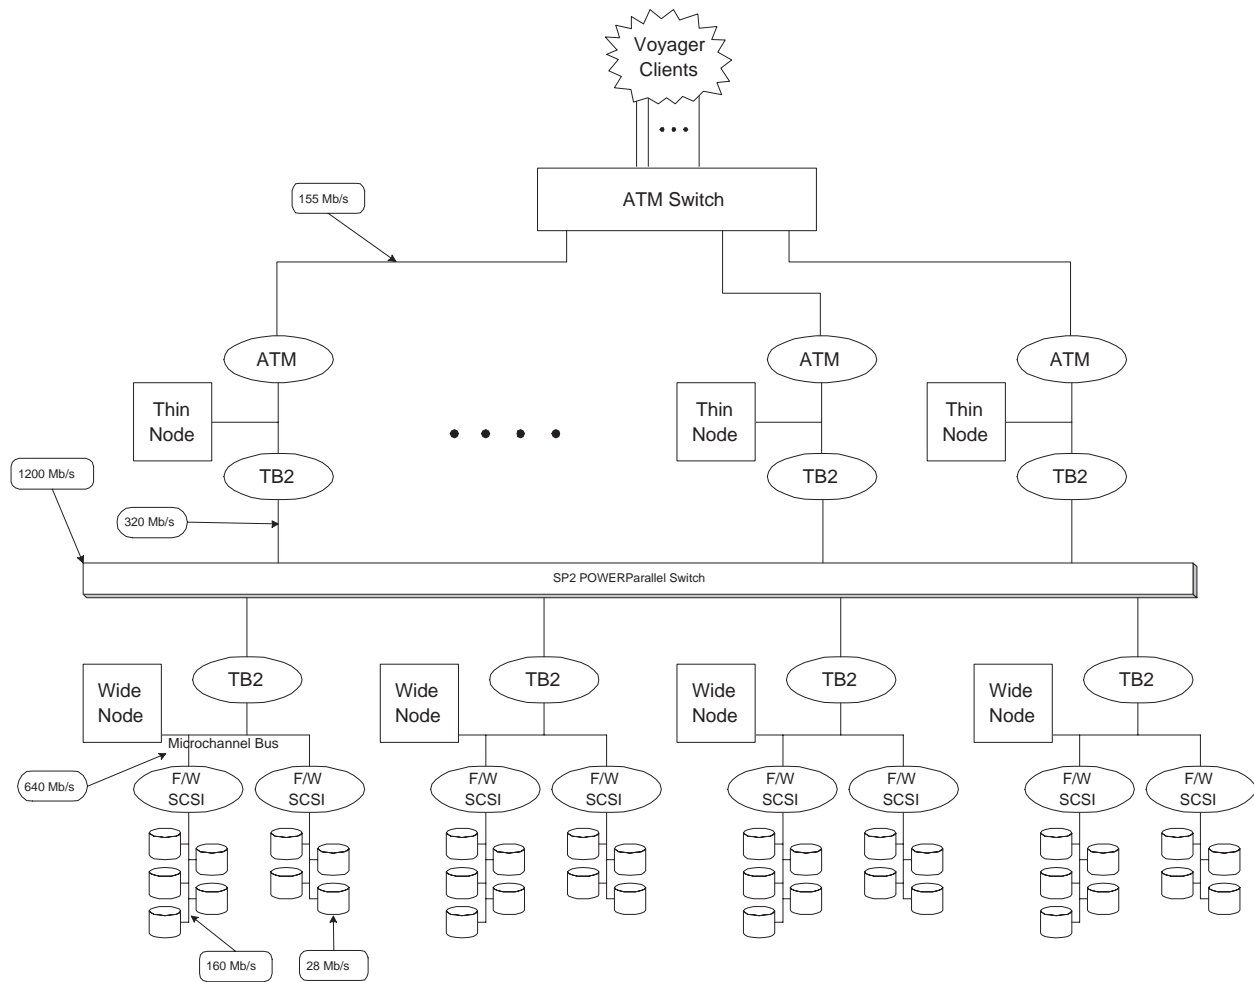 Voyager
Clients
ATM Switch
155 Mb/s
ATM
ATM
ATM
Thin
Node
Thin
Node
Thin
Node
1200 Mb/s
TB2
TB2
TB2
320 Mb/s
SP2 POWERParallel Switch
Wide
Node
TB2
Wide
Node
TB2
Wide
Node
TB2
Wide
Node
TB2
Microchannel Bus
640 Mb/s
F/W
SCSI
F/W
SCSI
F/W
SCSI
F/W
SCSI
F/W
SCSI
F/W
SCSI
F/W
SCSI
F/W
SCSI
160 Mb/s
28 Mb/s